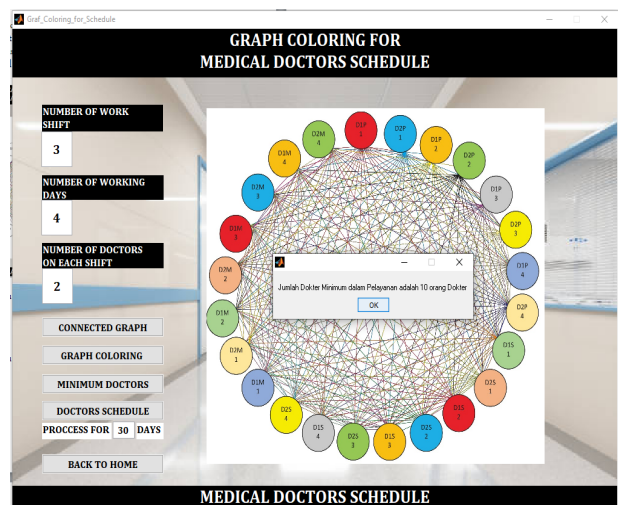 Graf_Coloring_for_Schedule
GRAPH COLORING FOR
MEDICAL DOCTORS SCHEDULE
NUMBER OF WORK
SHIFT
3
NUMBER OF WORKING
DAYS
4
NUMBER OF DOCTORS
ON EACH SHIFT
2
CONNECTED GRAPH
GRAPH COLORING
MINIMUM DOCTORS
DOCTORS SCHEDULE
PROCCESS FOR 30 DAYS
BACK TO HOME
D1P
1
D2P
1
D1P
2
D2P
2
D1P
3
D2P
3
D1P
4
D2P
4
D1S
1
D2S
1
D1S
2
D2S
2
D1S
3
D2S
3
D1S
4
D2S
4
D1M
1
D2M
1
D1M
2
D2M
2
D1M
3
D2M
3
D1M
4
D2M
4
Jumlah Dokter Minimum dalam Pelayanan adalah 10 orang Dokter
OK
MEDICAL DOCTORS SCHEDULE